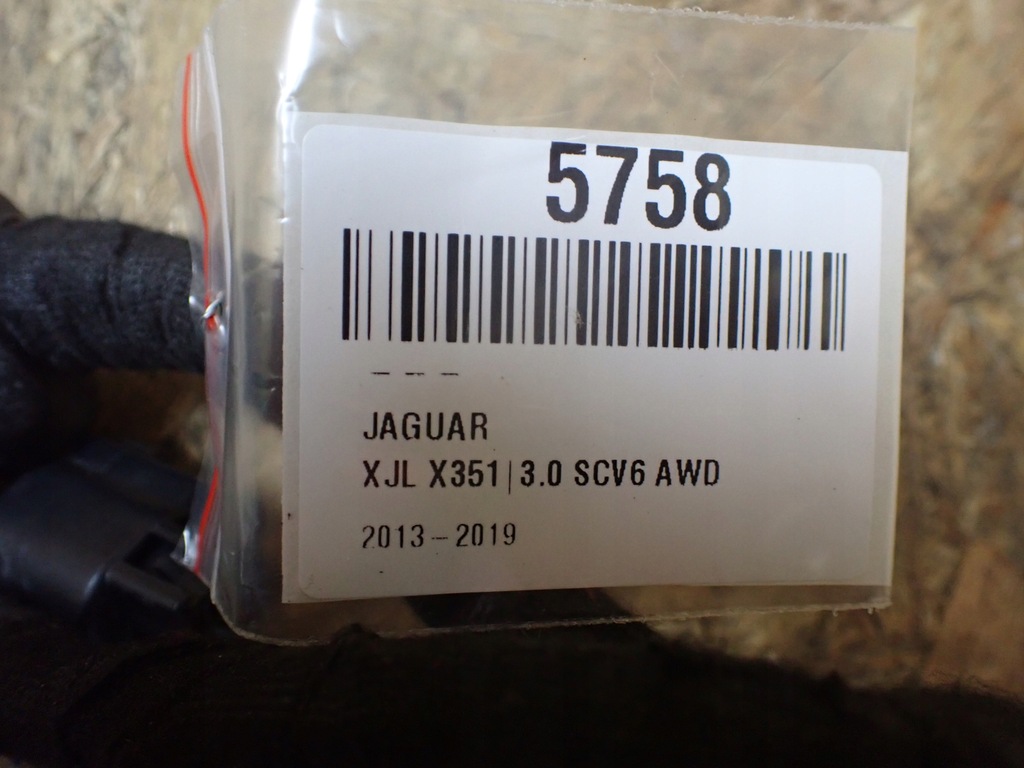 5758
---
JAGUAR
XJL X351|3.0 SCV6 AWD
2013-2019